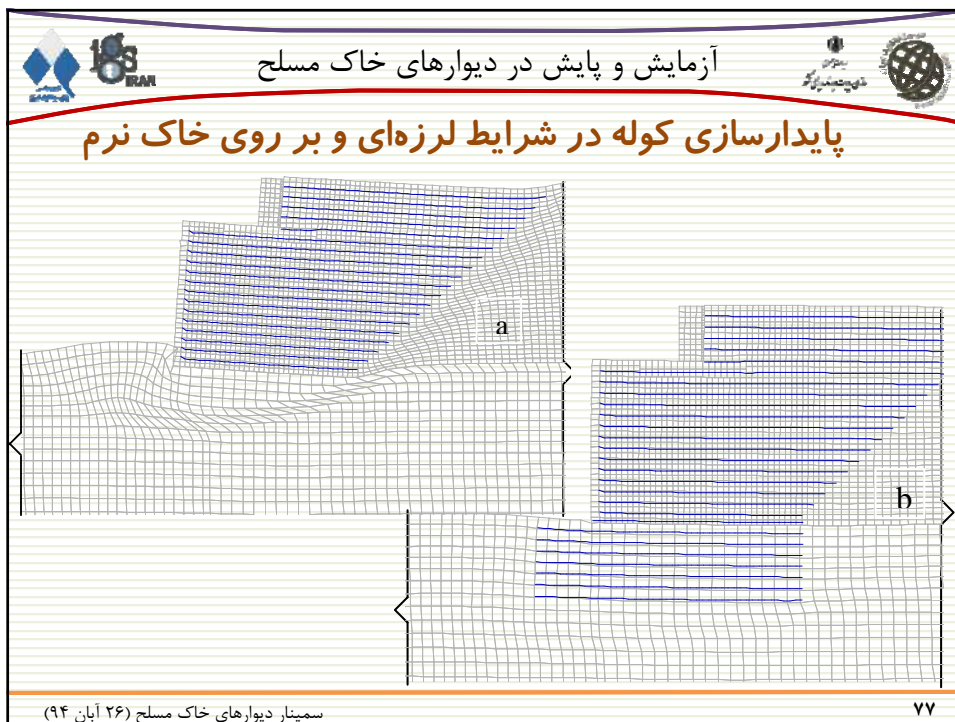 آزمایش و پایش در دیوارهای خاک مسلح
IRAN
پایدارسازی کوله در شرایط لرزه‌ای و بر روی خاک نرم
a
b
سمینار دیوارهای خاک مسلح (۲۶ آبان ۹۴)
۷۷